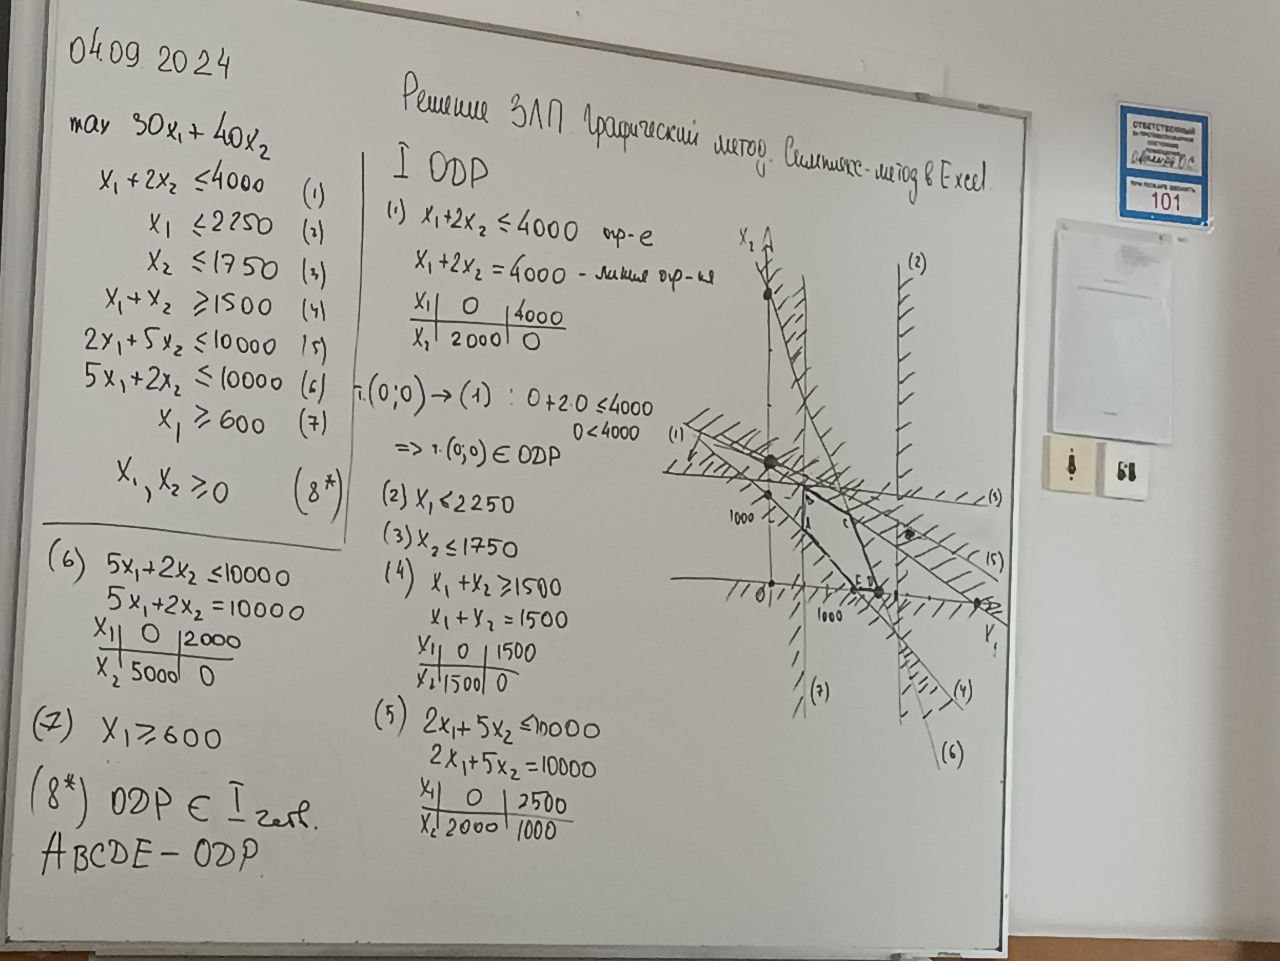 04.09.2024
Решение ЗЛП. Графический метод. Симплекс-метод в Excel.
max 30x₁ + 40x₂
x₁ + 2x₂ ≤ 4000 (1)
x₁ ≤ 2250 (2)
x₂ ≤ 1750 (3)
x₁ + x₂ ≥ 1500 (4)
2x₁ + 5x₂ ≤ 10000 (5)
5x₁ + 2x₂ ≤ 10000 (6)
x₁ ≥ 600 (7)
x₁, x₂ ≥ 0 (8*)
(6) 5x₁ + 2x₂ ≤ 10000
5x₁ + 2x₂ = 10000
x₁ | 0 | 2000
x₂ | 5000 | 0
(7) x₁ ≥ 600
(8*) ODP ∈ I четв.
ABCDE – ODP
I ODP
(1) x₁ + 2x₂ ≤ 4000 огр-е
x₁ + 2x₂ = 4000 – линия огр-ия
x₁ | 0 | 4000
x₂ | 2000 | 0
т.(0;0) → (1) : 0 + 2·0 ≤ 4000
0 < 4000
=> т.(0;0) ∈ ODP
(2) x₁ ≤ 2250
(3) x₂ ≤ 1750
(4) x₁ + x₂ ≥ 1500
x₁ + x₂ = 1500
x₁ | 0 | 1500
x₂ | 1500 | 0
(5) 2x₁ + 5x₂ ≤ 10000
2x₁ + 5x₂ = 10000
x₁ | 0 | 2500
x₂ | 2000 | 1000
x₂
(2)
(1)
(3)
B
1000
A
C
(5)
0
E D
1000
x₁
(7)
(4)
(6)
ОТВЕТСТВЕННЫЙ
101